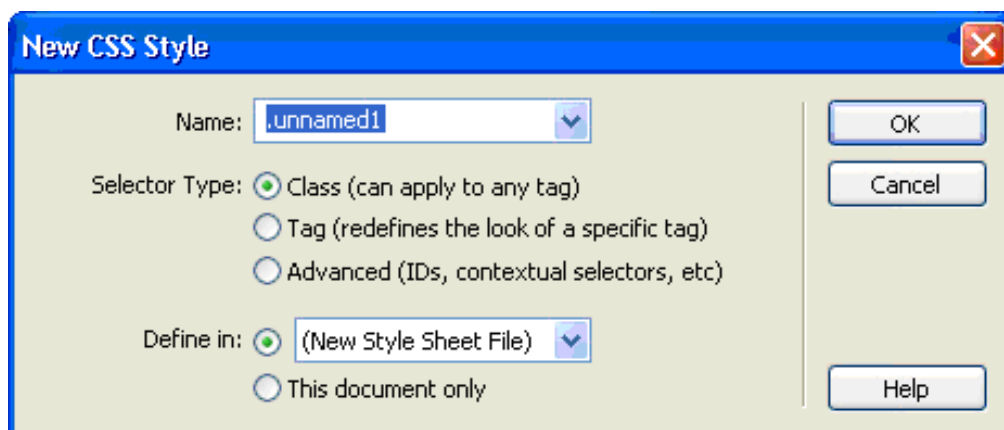 New CSS Style
Name: .unnamed1
OK
Selector Type: Class (can apply to any tag)
Cancel
Tag (redefines the look of a specific tag)
Advanced (IDs, contextual selectors, etc)
Define in: (New Style Sheet File)
This document only
Help